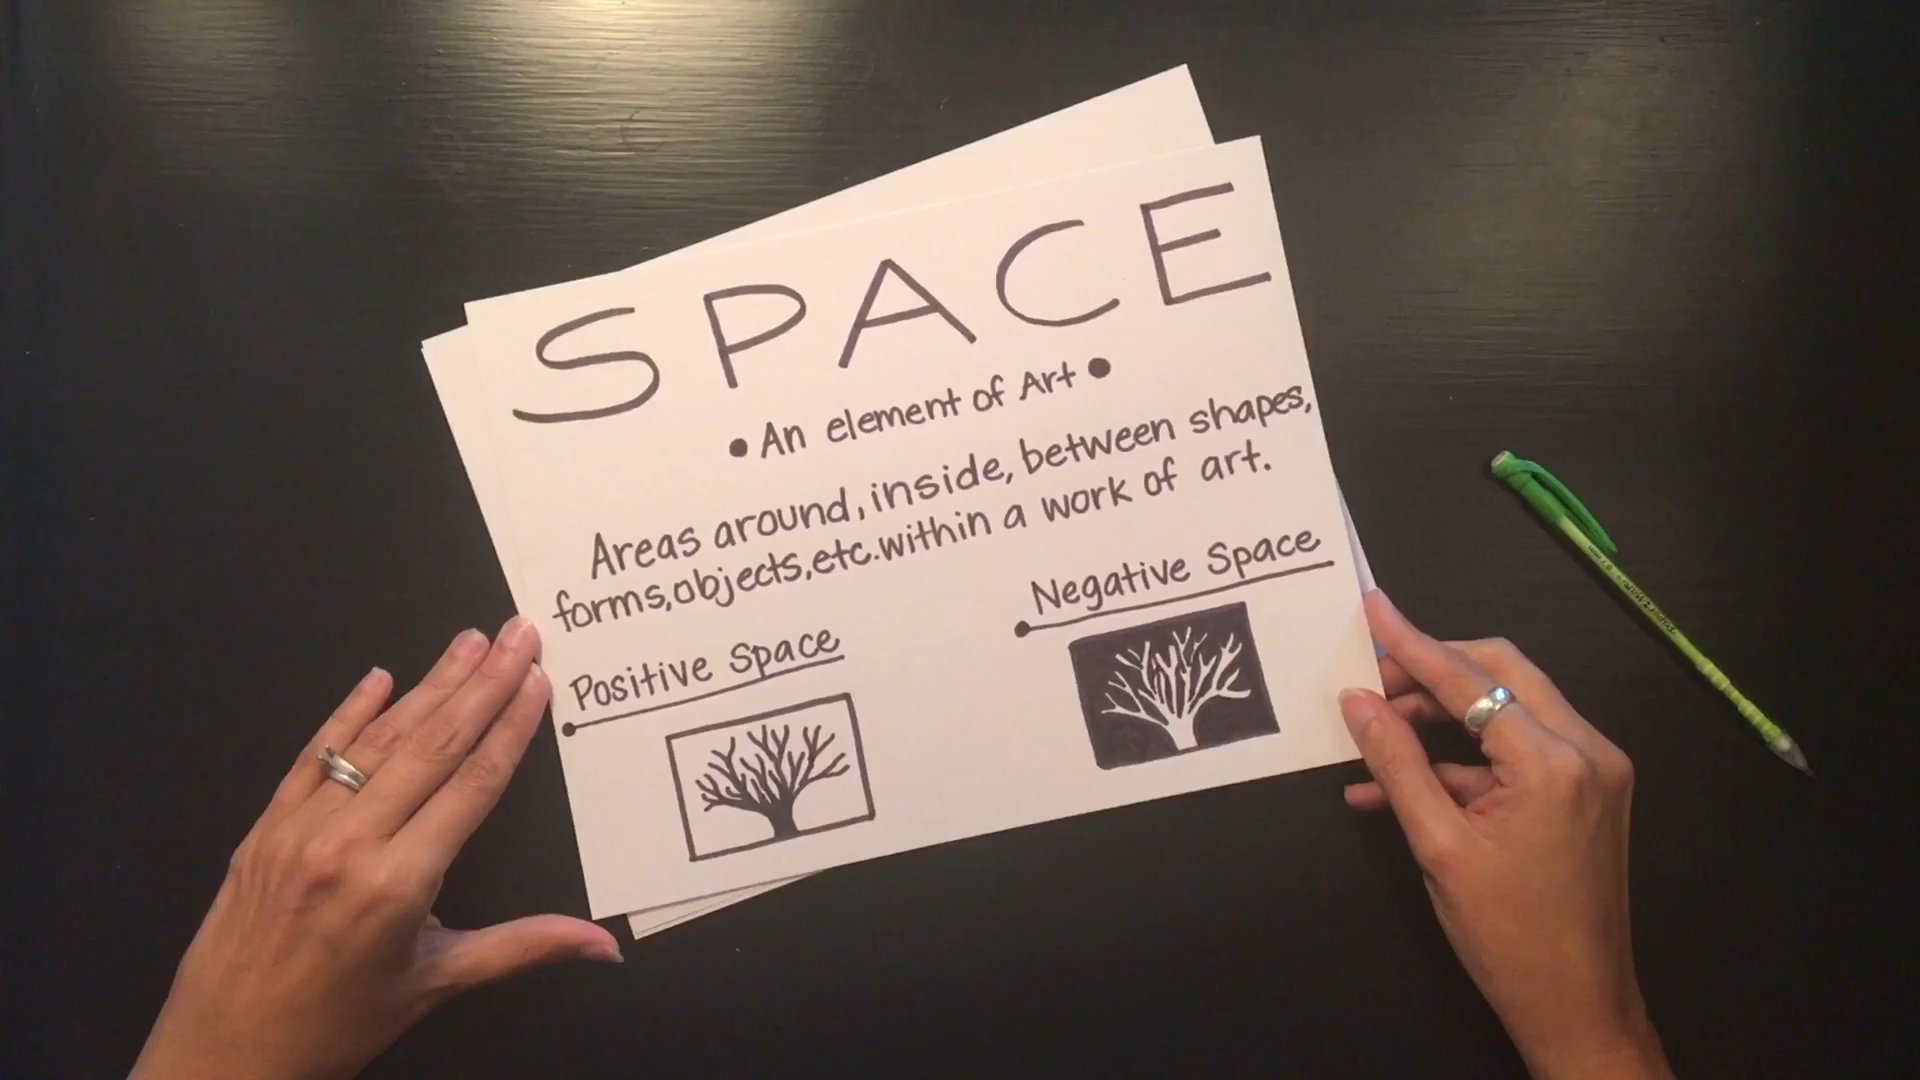 SPACE
• An element of Art •
Areas around, inside, between shapes,
forms, objects, etc. within a work of art.
Negative Space
Positive Space